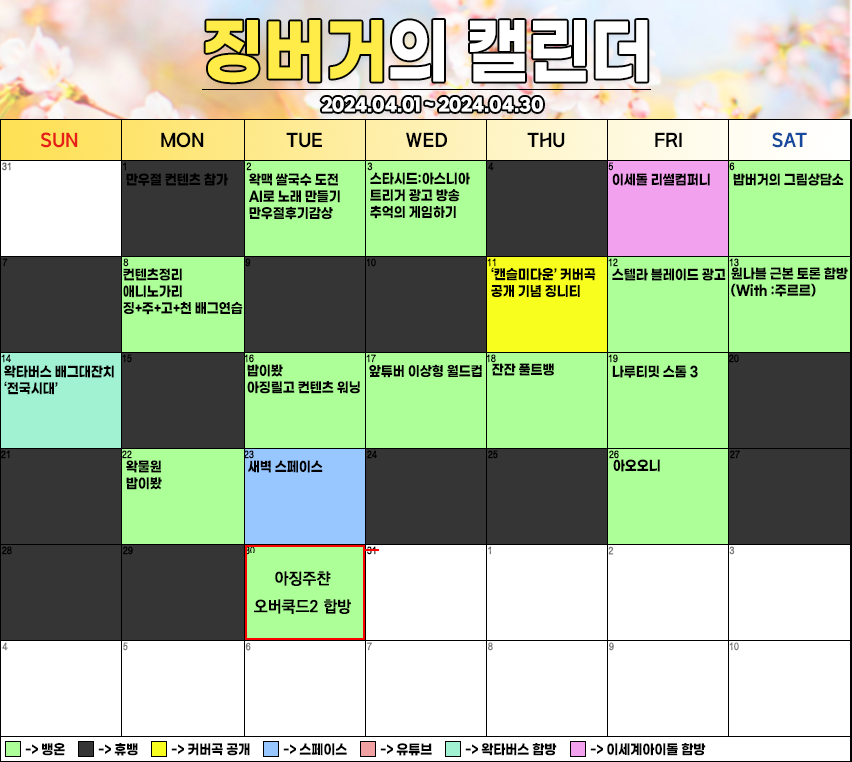 징버거의 캘린더
2024.04.01 ~ 2024.04.30
SUN MON TUE WED THU FRI SAT
31 1 2 3 4 5 6
만우절 컨텐츠 참가
왁맥 쌀국수 도전
AI로 노래 만들기
만우절후기감상
스타시드:아스니아
트리거 광고 방송
추억의 게임하기
이세돌 리썰컴퍼니
밥버거의 그림상담소
7 8 9 10 11 12 13
컨텐츠정리
애니노가리
징+주+고+천 배그연습
'캔슬미다운' 커버곡
공개 기념 징니티
스텔라 블레이드 광고
원나블 근본 토론 합방
(With :주르르)
14 15 16 17 18 19 20
왁타버스 배그대잔치
'전국시대'
밥이봤
아징릴고 컨텐츠 워닝
앞튜버 이상형 월드컵
잔잔 풀트뱅
나루티밋 스톰 3
21 22 23 24 25 26 27
왁물원
밥이봤
새벽 스페이스
아오오니
28 29 30 31 1 2 3
아징주챤
오버쿡드2 합방
4 5 6 7 8 9 10
-> 뱅온 -> 휴뱅 -> 커버곡 공개 -> 스페이스 -> 유튜브 -> 왁타버스 합방 -> 이세계아이돌 합방